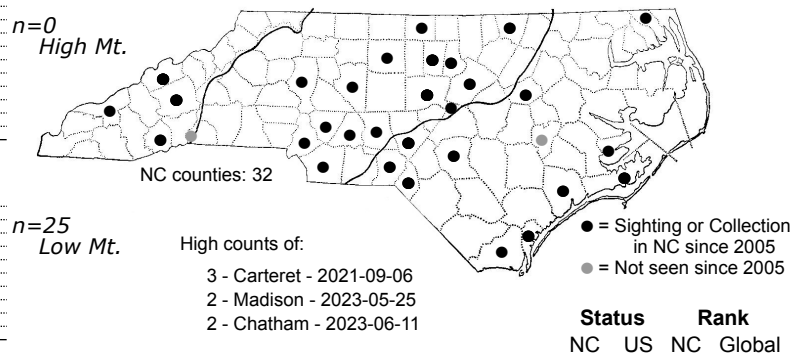 n=0
High Mt.
NC counties: 32
n=25
Low Mt.
High counts of:
3 - Carteret - 2021-09-06
2 - Madison - 2023-05-25
2 - Chatham - 2023-06-11
= Sighting or Collection
in NC since 2005
= Not seen since 2005
Status Rank
NC US NC Global